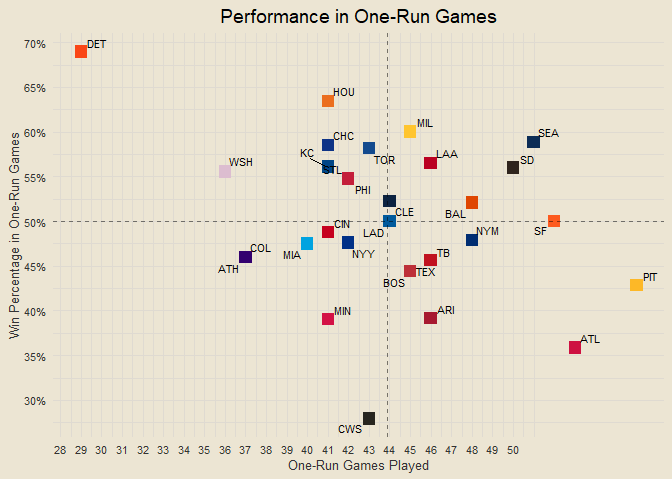 Performance in One-Run Games
70%
65%
60%
55%
50%
45%
40%
35%
30%
Win Percentage in One-Run Games
DET
HOU
MIL
CHC
SEA
KC
TOR
LAA
SD
WSH
STL
PHI
CLE
BAL
CIN
LAD
NYM
SF
COL
MIA
NYY
TB
ATH
TEX
BOS
PIT
MIN
ARI
ATL
CWS
28 29 30 31 32 33 34 35 36 37 38 39 40 41 42 43 44 45 46 47 48 49 50
One-Run Games Played